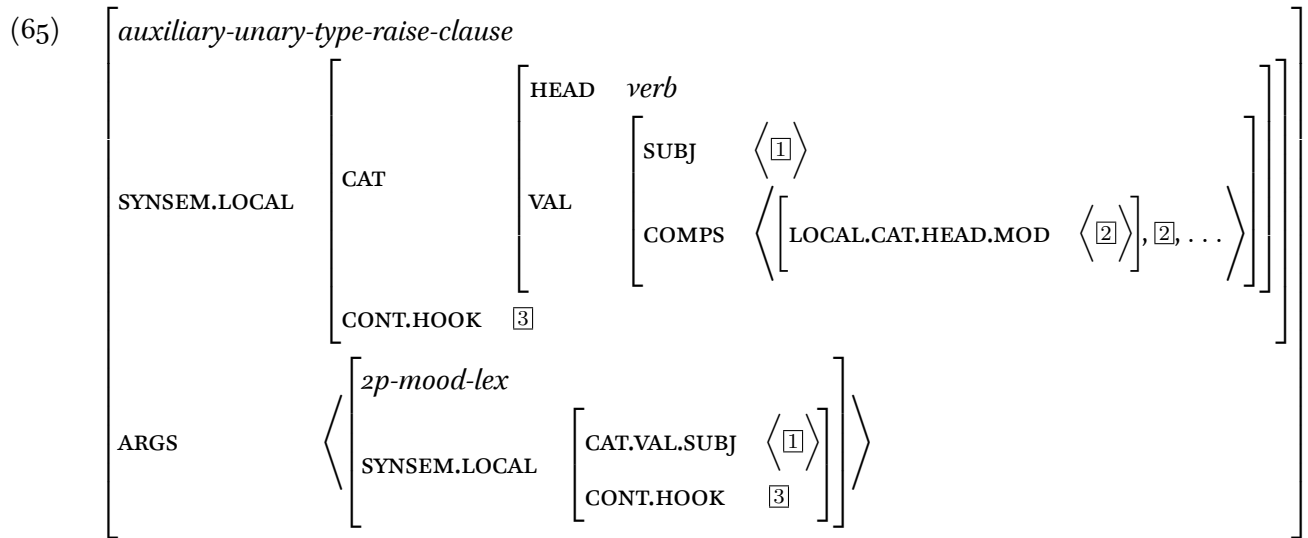 (65) auxiliary-unary-type-raise-clause
HEAD verb
SUBJ ⟨1⟩
CAT
VAL
SYNSEM.LOCAL
COMPS ⟨[LOCAL.CAT.HEAD.MOD ⟨2⟩], 2, . . .⟩
CONT.HOOK 3
2p-mood-lex
CAT.VAL.SUBJ ⟨1⟩
ARGS
SYNSEM.LOCAL
CONT.HOOK 3